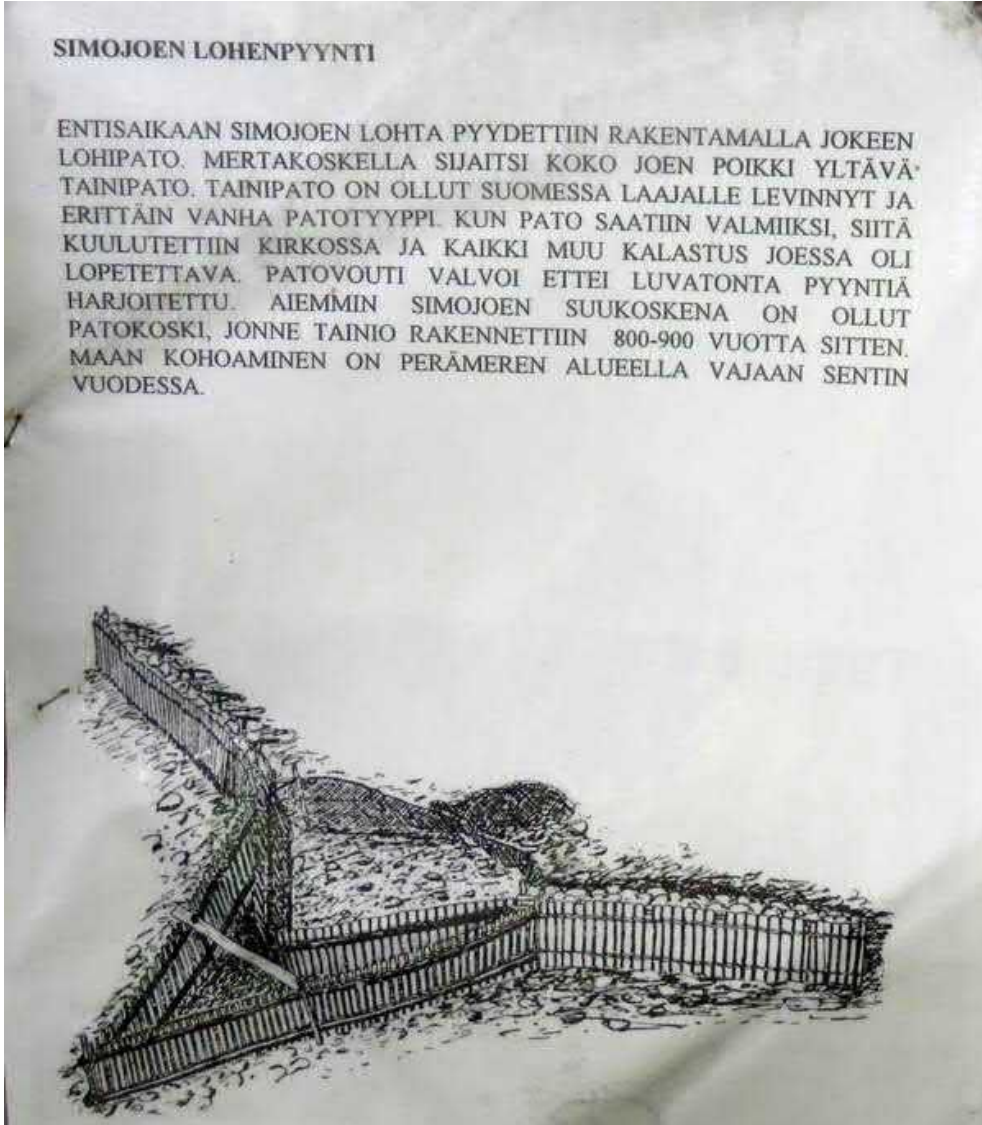 SIMOJOEN LOHENPYYNTI
ENTISAIKAAN SIMOJOEN LOHTA PYYDETTIIN RAKENTAMALLA JOKEEN
LOHIPATO. MERTAKOSKELLA SIJAITSI KOKO JOEN POIKKI YLTÄVÄ
TAINIPATO. TAINIPATO ON OLLUT SUOMESSA LAAJALLE LEVINNYT JA
ERITTÄIN VANHA PATOTYYPPI. KUN PATO SAATIIN VALMIIKSI, SIITÄ
KUULUTETTIIN KIRKOSSA JA KAIKKI MUU KALASTUS JOESSA OLI
LOPETETTAVA. PATOVOUTI VALVOI ETTEI LUVATONTA PYYNTIÄ
HARJOITETTU. AIEMMIN SIMOJOEN SUUKOSKENA ON OLLUT
PATOKOSKI, JONNE TAINIO RAKENNETTIIN 800-900 VUOTTA SITTEN.
MAAN KOHOAMINEN ON PERÄMEREN ALUEELLA VAJAAN SENTIN
VUODESSA.